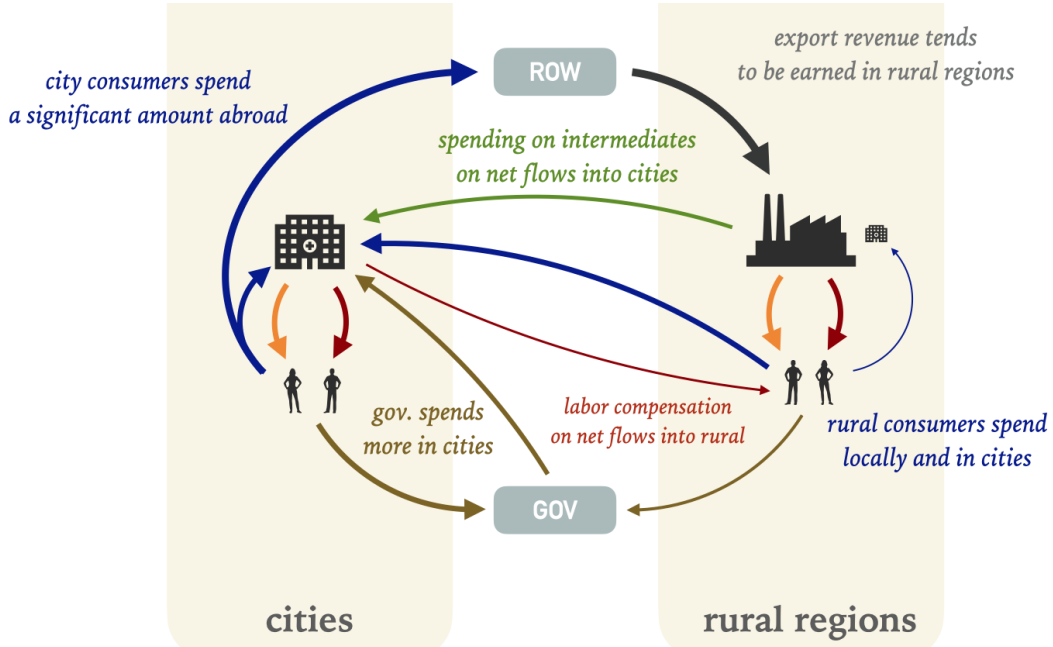 city consumers spend
a significant amount abroad
ROW
export revenue tends
to be earned in rural regions
spending on intermediates
on net flows into cities
gov. spends
more in cities
labor compensation
on net flows into rural
rural consumers spend
locally and in cities
GOV
cities
rural regions